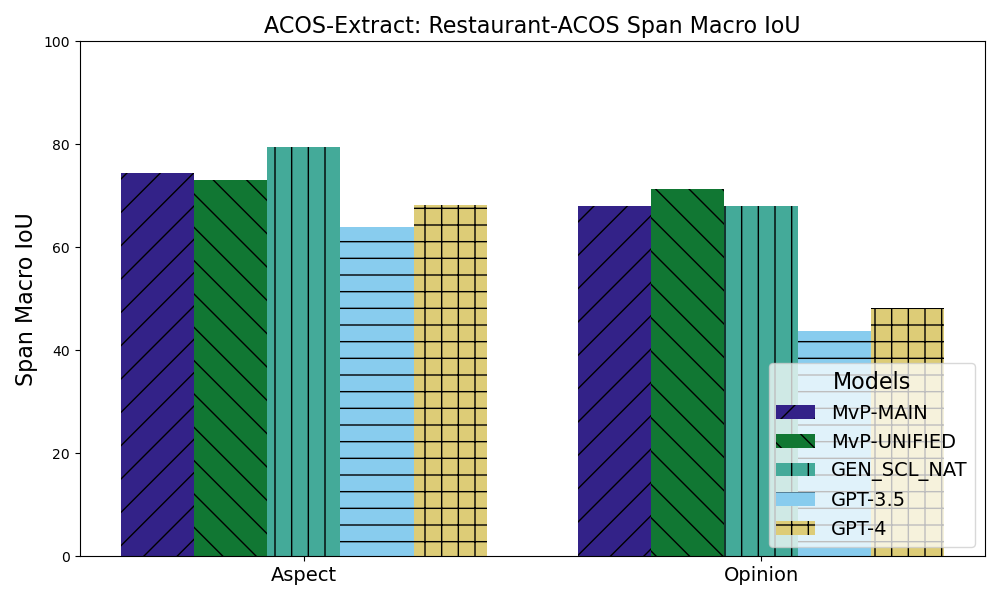 ACOS-Extract: Restaurant-ACOS Span Macro IoU
Span Macro IoU
100
80
60
40
20
0
Aspect
Opinion
Models
MvP-MAIN
MvP-UNIFIED
GEN_SCL_NAT
GPT-3.5
GPT-4